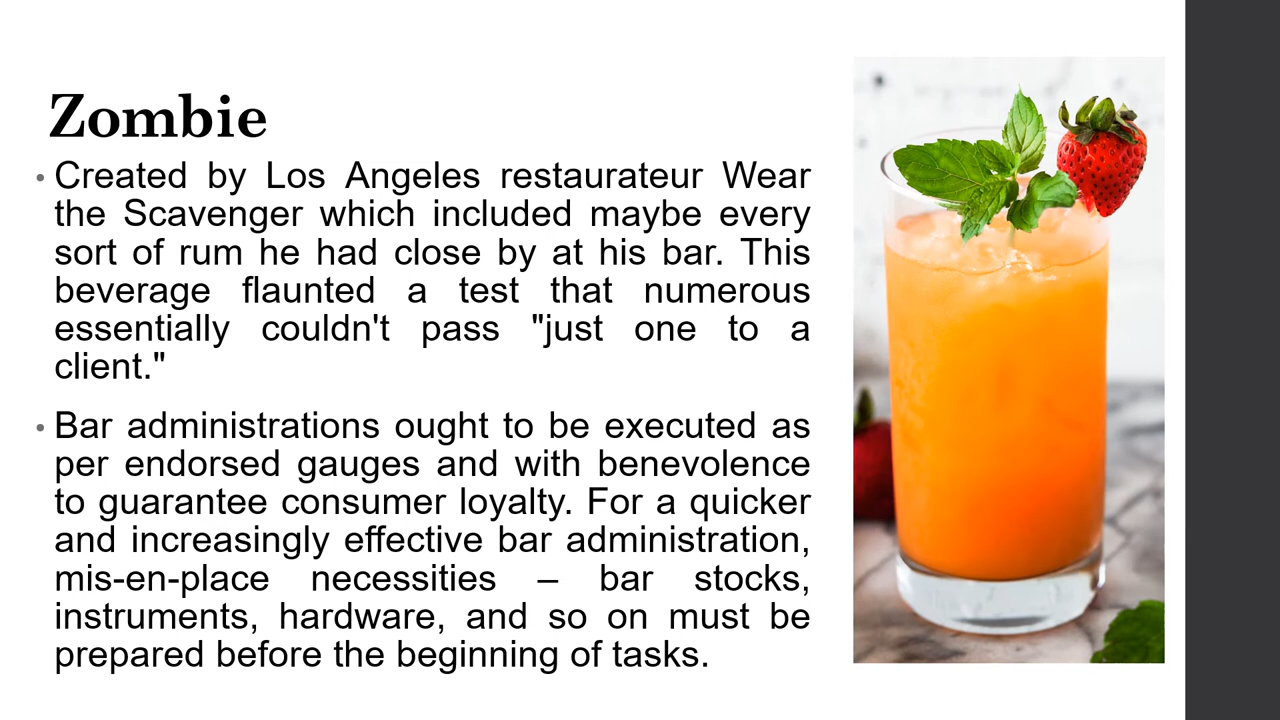 Zombie
• Created by Los Angeles restaurateur Wear
the Scavenger which included maybe every
sort of rum he had close by at his bar. This
beverage flaunted a test that numerous
essentially couldn't pass "just one to a
client."
• Bar administrations ought to be executed as
per endorsed gauges and with benevolence
to guarantee consumer loyalty. For a quicker
and increasingly effective bar administration,
mis-en-place necessities – bar stocks,
instruments, hardware, and so on must be
prepared before the beginning of tasks.